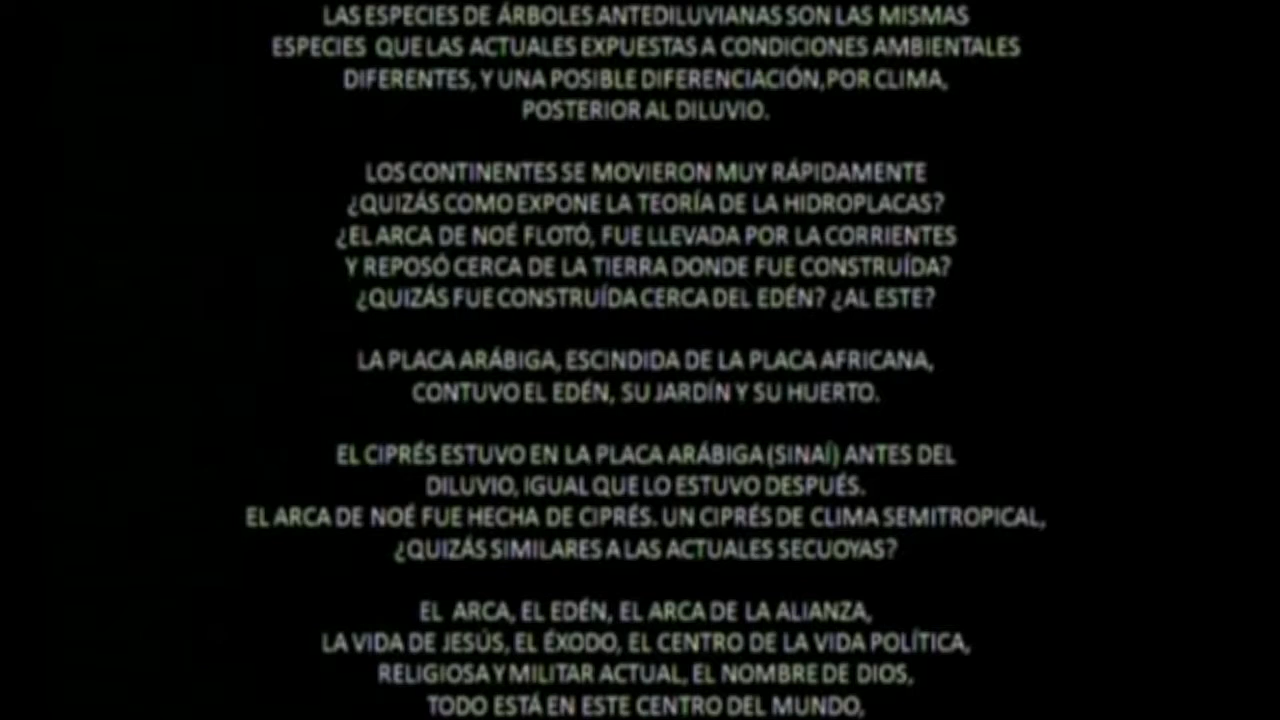 LAS ESPECIES DE ÁRBOLES ANTEDILUVIANAS SON LAS MISMAS
ESPECIES QUE LAS ACTUALES EXPUESTAS A CONDICIONES AMBIENTALES
DIFERENTES, Y UNA POSIBLE DIFERENCIACIÓN,POR CLIMA,
POSTERIOR AL DILUVIO.
LOS CONTINENTES SE MOVIERON MUY RÁPIDAMENTE
¿QUIZÁS COMO EXPONE LA TEORÍA DE LA HIDROPLACAS?
¿EL ARCA DE NOÉ FLOTÓ, FUE LLEVADA POR LA CORRIENTES
Y REPOSÓ CERCA DE LA TIERRA DONDE FUE CONSTRUÍDA?
¿QUIZÁS FUE CONSTRUÍDA CERCA DEL EDÉN? ¿AL ESTE?
LA PLACA ARÁBIGA, ESCINDIDA DE LA PLACA AFRICANA,
CONTUVO EL EDÉN, SU JARDÍN Y SU HUERTO.
EL CIPRÉS ESTUVO EN LA PLACA ARÁBIGA (SINAÍ) ANTES DEL
DILUVIO, IGUAL QUE LO ESTUVO DESPUÉS.
EL ARCA DE NOÉ FUE HECHA DE CIPRÉS. UN CIPRÉS DE CLIMA SEMITROPICAL,
¿QUIZÁS SIMILARES A LAS ACTUALES SECUOYAS?
EL ARCA, EL EDÉN, EL ARCA DE LA ALIANZA,
LA VIDA DE JESÚS, EL ÉXODO, EL CENTRO DE LA VIDA POLÍTICA,
RELIGIOSA Y MILITAR ACTUAL, EL NOMBRE DE DIOS,
TODO ESTÁ EN ESTE CENTRO DEL MUNDO,